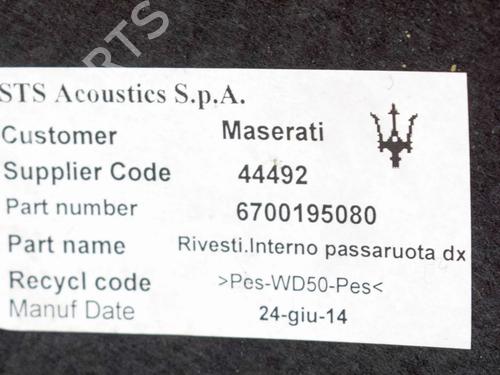 PARTS
STS Acoustics S.p.A.
Customer Maserati
Supplier Code 44492
Part number 6700195080
Part name Rivesti.Interno passaruota dx
Recycl code >Pes-WD50-Pes<
Manuf Date 24-giu-14